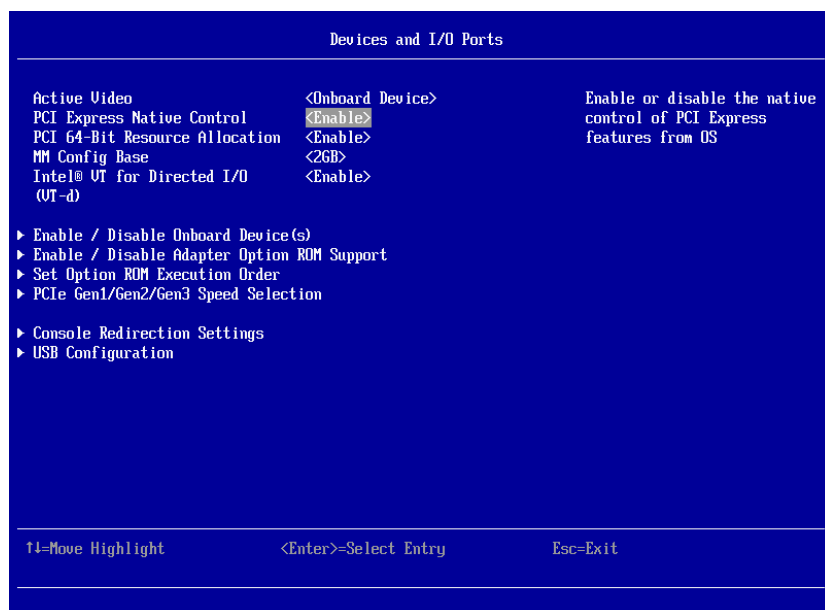 Devices and I/O Ports
Active Video <Onboard Device>
PCI Express Native Control <Enable>
PCI 64-Bit Resource Allocation <Enable>
MM Config Base <2GB>
Intel® VT for Directed I/O <Enable>
(VT-d)
Enable or disable the native
control of PCI Express
features from OS
▶ Enable / Disable Onboard Device(s)
▶ Enable / Disable Adapter Option ROM Support
▶ Set Option ROM Execution Order
▶ PCIe Gen1/Gen2/Gen3 Speed Selection
▶ Console Redirection Settings
▶ USB Configuration
↑↓=Move Highlight <Enter>=Select Entry Esc=Exit